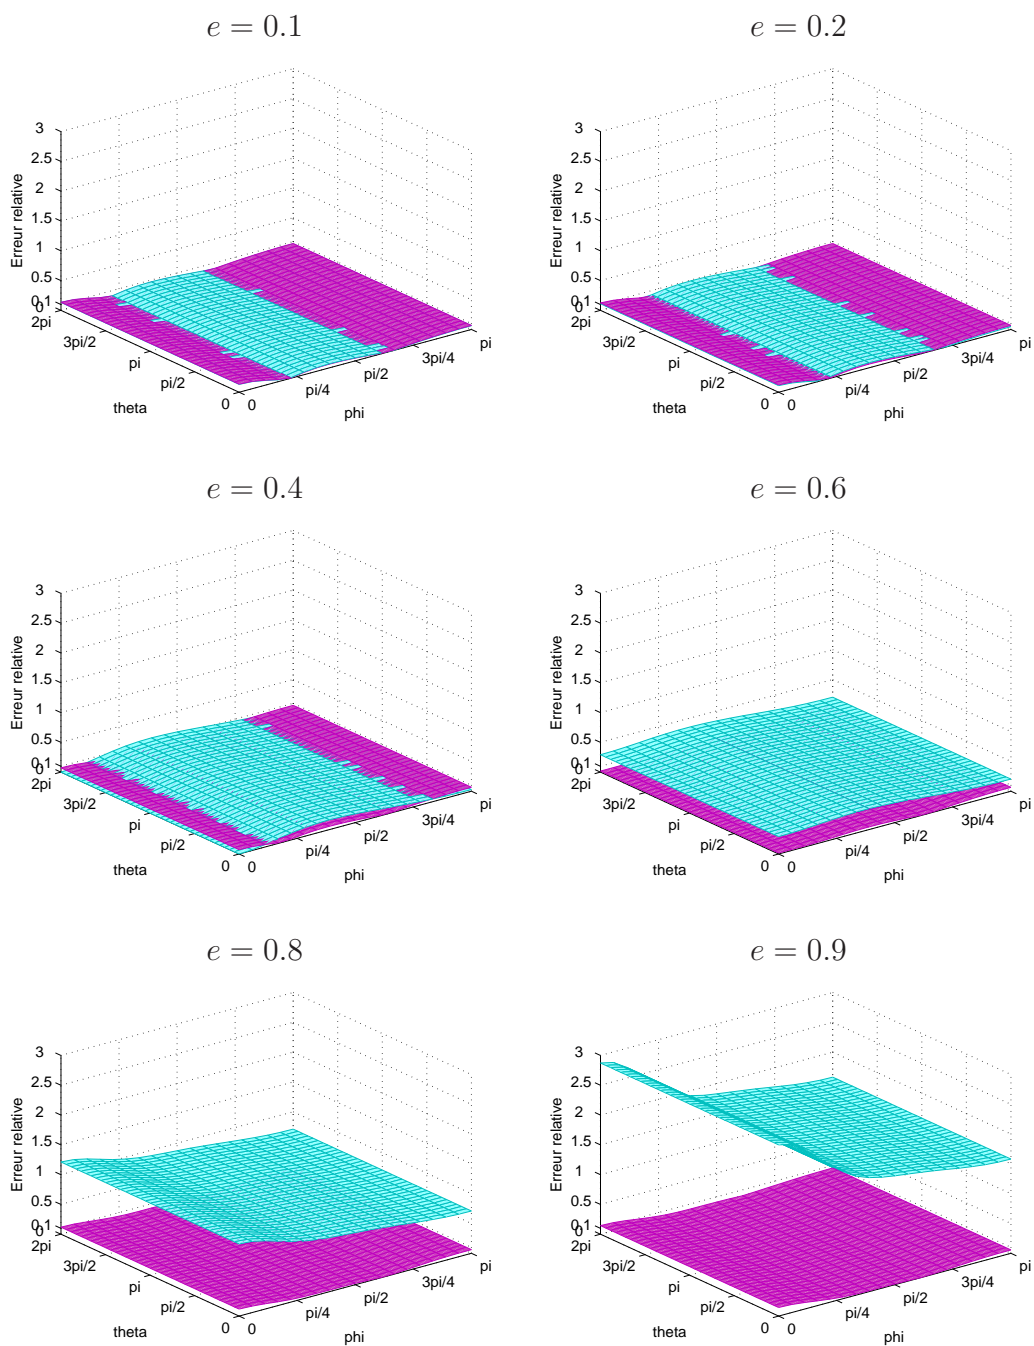 e = 0.1
3
2.5
2
1.5
1
0.5
0.1
0
Erreur relative
2pi
3pi/2
pi
pi/2
0
theta
0
pi/4
pi/2
3pi/4
pi
phi
e = 0.2
3
2.5
2
1.5
1
0.5
0.1
0
Erreur relative
2pi
3pi/2
pi
pi/2
0
theta
0
pi/4
pi/2
3pi/4
pi
phi
e = 0.4
3
2.5
2
1.5
1
0.5
0.1
0
Erreur relative
2pi
3pi/2
pi
pi/2
0
theta
0
pi/4
pi/2
3pi/4
pi
phi
e = 0.6
3
2.5
2
1.5
1
0.5
0.1
0
Erreur relative
2pi
3pi/2
pi
pi/2
0
theta
0
pi/4
pi/2
3pi/4
pi
phi
e = 0.8
3
2.5
2
1.5
1
0.5
0.1
0
Erreur relative
2pi
3pi/2
pi
pi/2
0
theta
0
pi/4
pi/2
3pi/4
pi
phi
e = 0.9
3
2.5
2
1.5
1
0.5
0.1
0
Erreur relative
2pi
3pi/2
pi
pi/2
0
theta
0
pi/4
pi/2
3pi/4
pi
phi